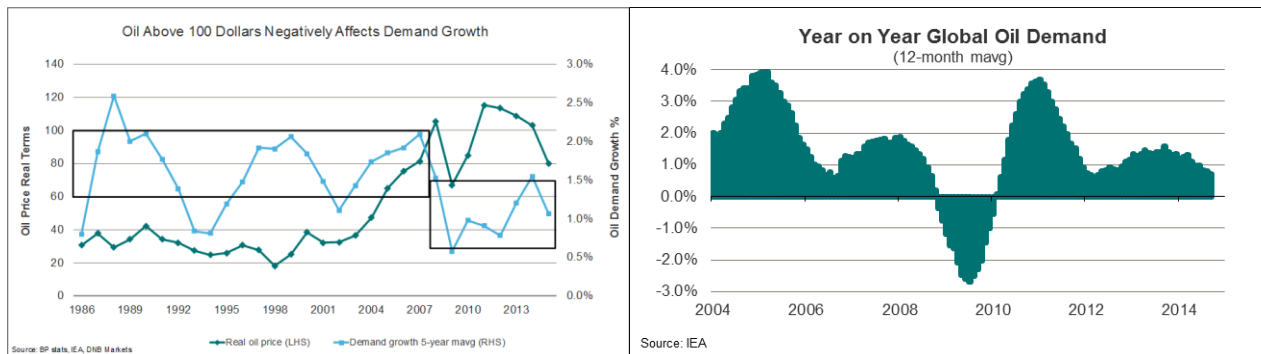 Oil Above 100 Dollars Negatively Affects Demand Growth
140
120
100
80
60
40
20
0
Oil Price Real Terms
3.0%
2.5%
2.0%
1.5%
1.0%
0.5%
0.0%
Oil Demand Growth %
1986 1989 1992 1995 1998 2001 2004 2007 2010 2013
Real oil price (LHS) Demand growth 5-year mavg (RHS)
Source: BP stats, IEA, DNB Markets
Year on Year Global Oil Demand
(12-month mavg)
4.0%
3.0%
2.0%
1.0%
0.0%
-1.0%
-2.0%
-3.0%
2004 2006 2008 2010 2012 2014
Source: IEA